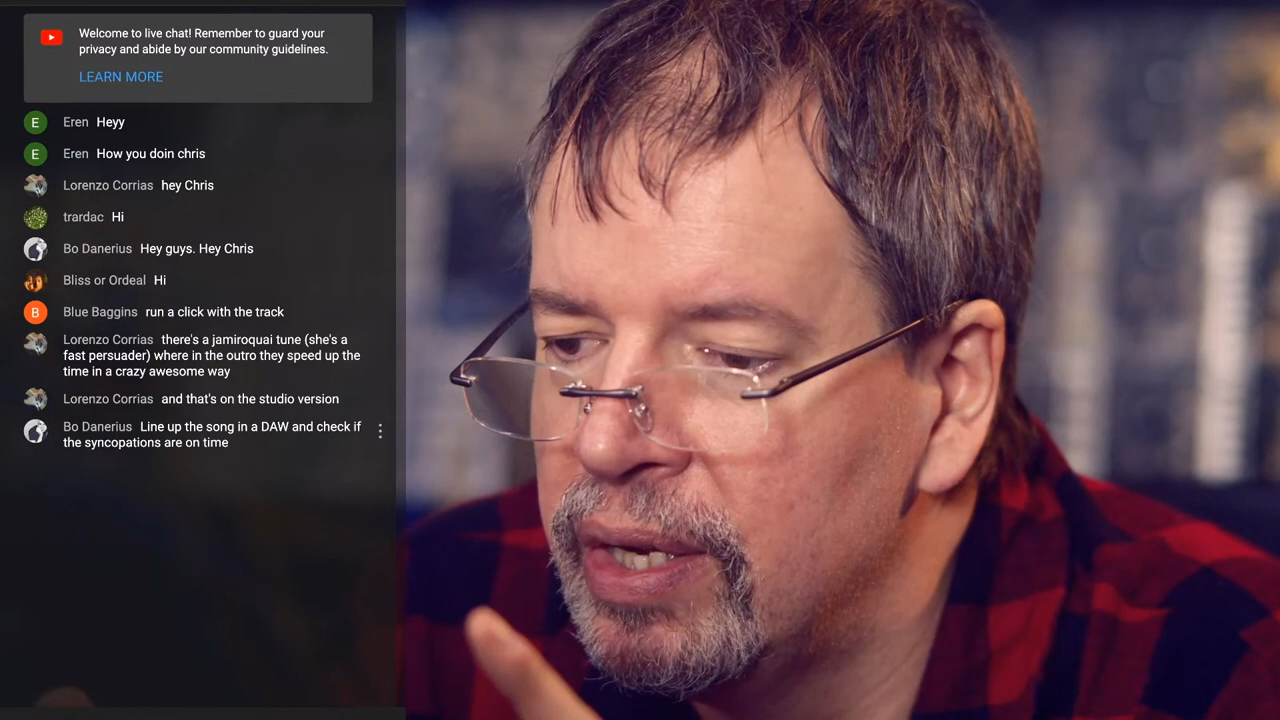 Welcome to live chat! Remember to guard your
privacy and abide by our community guidelines.
LEARN MORE
E Eren Heyy
E Eren How you doin chris
Lorenzo Corrias hey Chris
trardac Hi
Bo Danerius Hey guys. Hey Chris
Bliss or Ordeal Hi
B Blue Baggins run a click with the track
Lorenzo Corrias there's a jamiroquai tune (she's a
fast persuader) where in the outro they speed up the
time in a crazy awesome way
Lorenzo Corrias and that's on the studio version
Bo Danerius Line up the song in a DAW and check if
the syncopations are on time